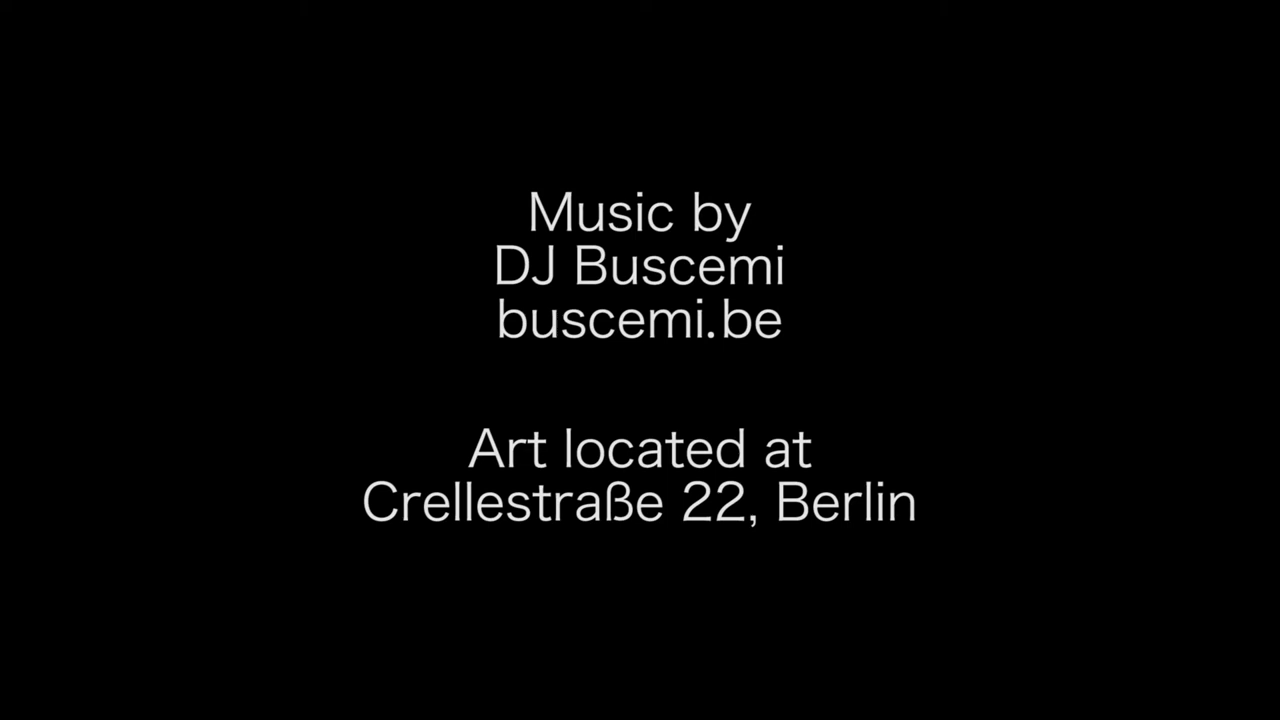 Music by
DJ Buscemi
buscemi.be
Art located at
Crellestraße 22, Berlin